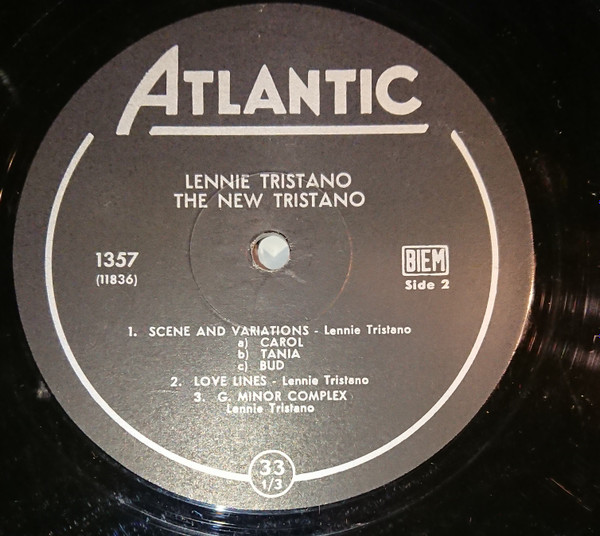 ATLANTIC
LENNIE TRISTANO
THE NEW TRISTANO
1357
(11836)
BIEM
Side 2
1. SCENE AND VARIATIONS - Lennie Tristano
a) CAROL
b) TANIA
c) BUD
2. LOVE LINES - Lennie Tristano
3. G. MINOR COMPLEX
Lennie Tristano
33
1/3